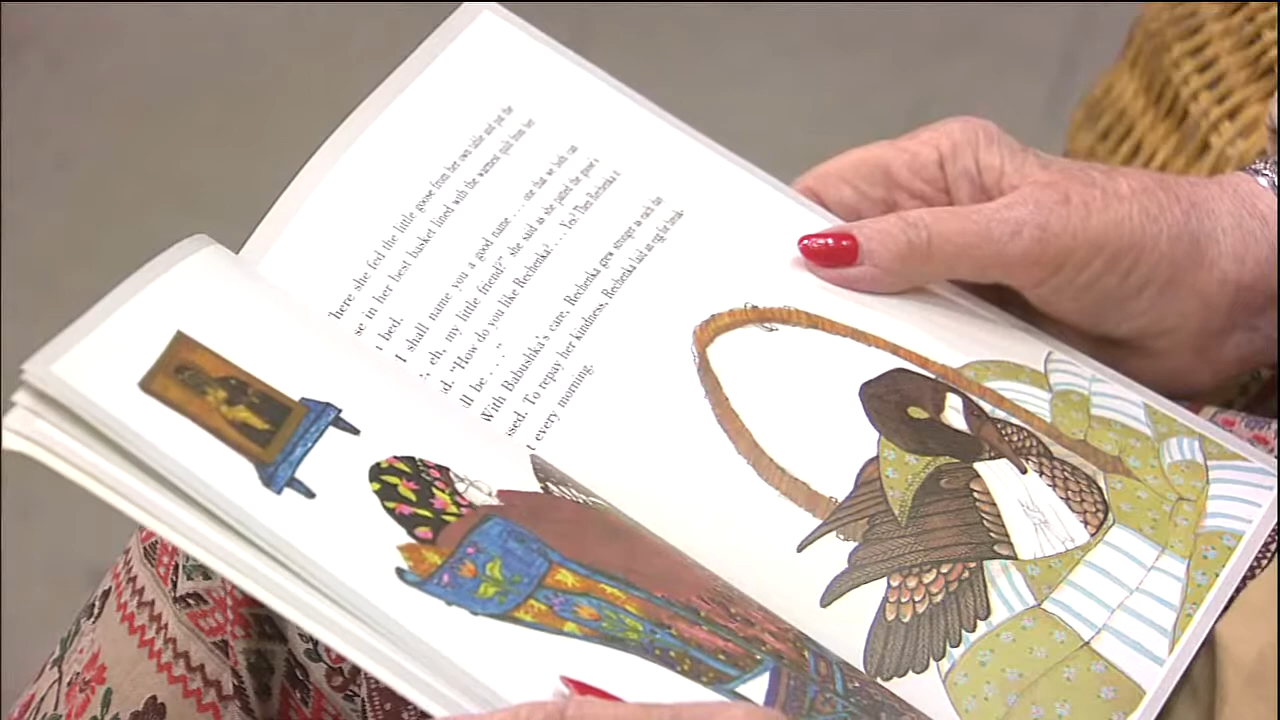 here she fed the little goose from her own table and put the
se in her best basket lined with the warmest quilt from her
bed.
I shall name you a good name . . . one that we both can
, eh, my little friend?" she said as she patted the goose's
d. "How do you like Rechenka? . . . Yes? Then Rechenka it
ll be. . . ."
With Babushka's care, Rechenka grew stronger as each day
ssed. To repay her kindness, Rechenka laid an egg for break-
t every morning.